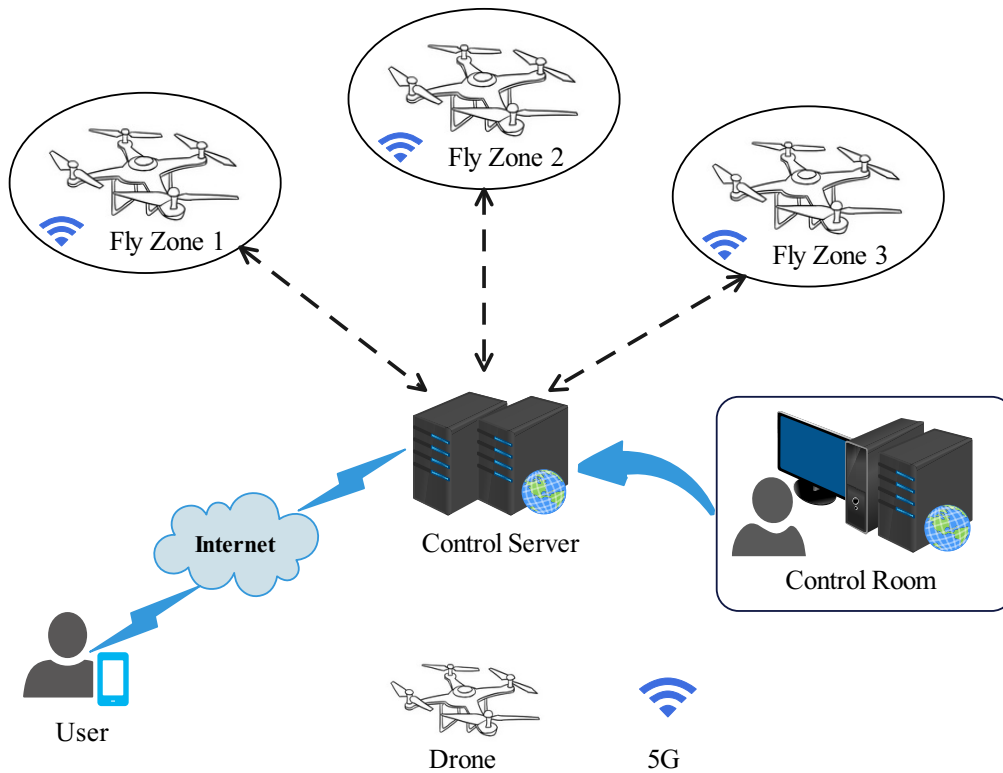 Fly Zone 2
Fly Zone 1
Fly Zone 3
Control Server
Internet
Control Room
User
Drone
5G